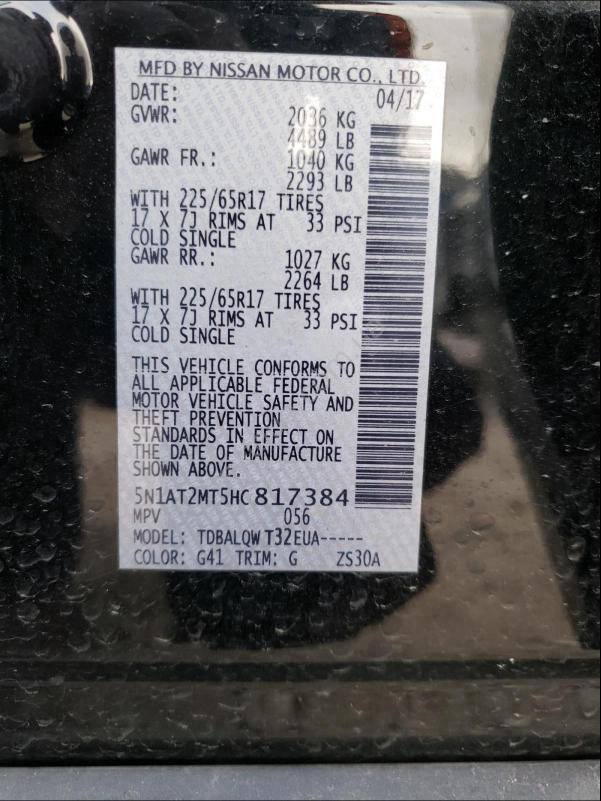 MFD BY NISSAN MOTOR CO., LTD.
DATE: 04/17
GVWR: 2036 KG
4489 LB
GAWR FR.: 1040 KG
2293 LB
WITH 225/65R17 TIRES
17 X 7J RIMS AT 33 PSI
COLD SINGLE
GAWR RR.: 1027 KG
2264 LB
WITH 225/65R17 TIRES
17 X 7J RIMS AT 33 PSI
COLD SINGLE
THIS VEHICLE CONFORMS TO
ALL APPLICABLE FEDERAL
MOTOR VEHICLE SAFETY AND
THEFT PREVENTION
STANDARDS IN EFFECT ON
THE DATE OF MANUFACTURE
SHOWN ABOVE.
5N1AT2MT5HC817384
MPV 056
MODEL: TDBALQW T32EUA-----
COLOR: G41 TRIM: G ZS30A